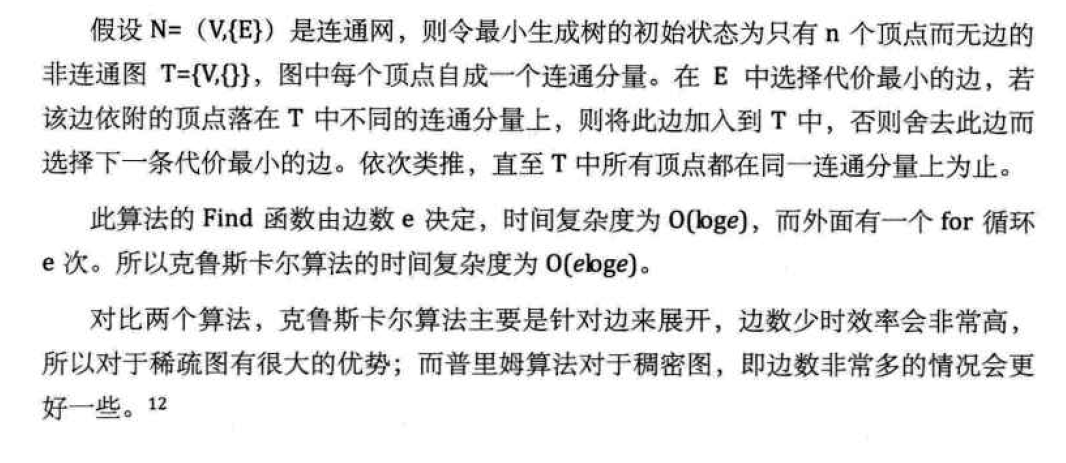 假设 N=（V,{E}）是连通网，则令最小生成树的初始状态为只有 n 个顶点而无边的
非连通图 T={V,{}}，图中每个顶点自成一个连通分量。在 E 中选择代价最小的边，若
该边依附的顶点落在 T 中不同的连通分量上，则将此边加入到 T 中，否则舍去此边而
选择下一条代价最小的边。依次类推，直至 T 中所有顶点都在同一连通分量上为止。
此算法的 Find 函数由边数 e 决定，时间复杂度为 O(loge)，而外面有一个 for 循环
e 次。所以克鲁斯卡尔算法的时间复杂度为 O(eloge)。
对比两个算法，克鲁斯卡尔算法主要是针对边来展开，边数少时效率会非常高，
所以对于稀疏图有很大的优势；而普里姆算法对于稠密图，即边数非常多的情况会更
好一些。12